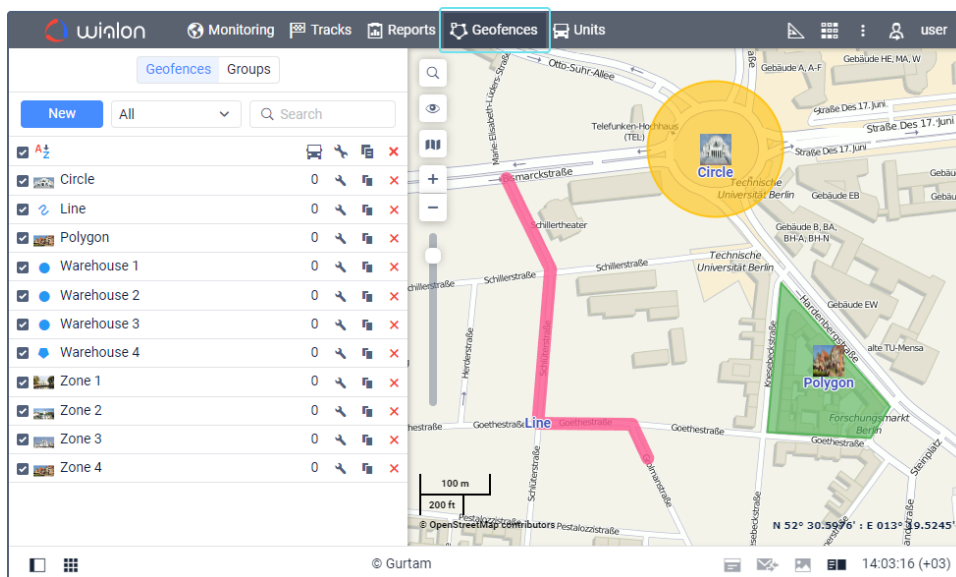 wialon Monitoring Tracks Reports Geofences Units user
Geofences Groups
New All Search
Circle 0
Line 0
Polygon 0
Warehouse 1 0
Warehouse 2 0
Warehouse 3 0
Warehouse 4 0
Zone 1 0
Zone 2 0
Zone 3 0
Zone 4 0
Otto-Suhr-Allee
Marie-Elisabeth-Lüders-Straße
Gebäude A, A-F
Gebäude HE, MA, W
Straße Des 17. Juni
Straße Des 17. Juni
Straße Des 17. Juni
Telefunken-Hochhaus
(TEL)
Circle
Bismarckstraße
Technische
Universität Berlin
Gebäude EB
Schillertheater
Gebäude B, BA,
BH-A, BH-N
Technische
Universität Berlin
Schillerstraße
Schillerstraße
Gebäude EW
Hardenbergstraße
alte TU-Mensa
Knesebeckstraße
Polygon
Herderstraße
Schlüterstraße
Goethestraße
Line
Goethestraße
Goethestraße
Goethestraße
Forschungsmarkt
Berlin
Steinplatz
Schlüterstraße
Grolmanstraße
Knesebeckstraße
100 m
200 ft
© OpenStreetMap contributors
Pestalozzistraße
Pestalozzistraße
N 52° 30.5976' : E 013° 19.5245'
© Gurtam 14:03:16 (+03)